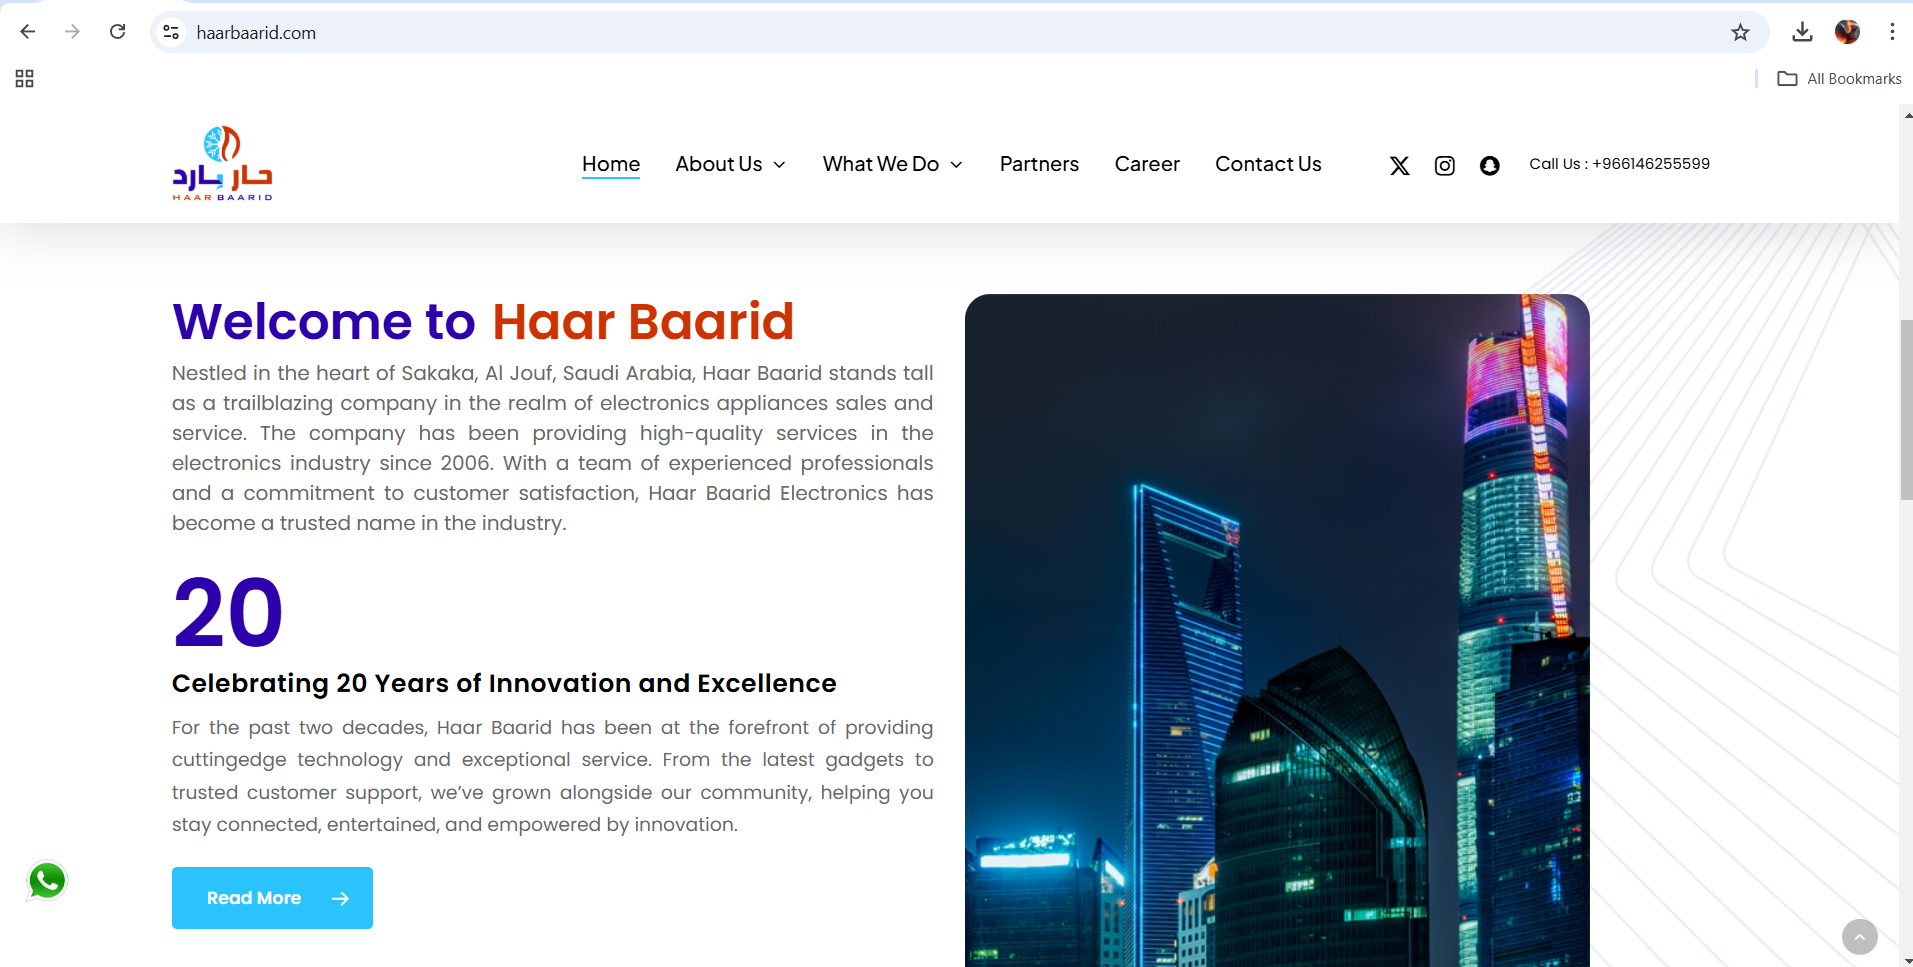 haarbaarid.com
All Bookmarks
حار بارد
HAAR BAARID
Home
About Us
What We Do
Partners
Career
Contact Us
Call Us : +966146255599
Welcome to Haar Baarid
Nestled in the heart of Sakaka, Al Jouf, Saudi Arabia, Haar Baarid stands tall
as a trailblazing company in the realm of electronics appliances sales and
service. The company has been providing high-quality services in the
electronics industry since 2006. With a team of experienced professionals
and a commitment to customer satisfaction, Haar Baarid Electronics has
become a trusted name in the industry.
20
Celebrating 20 Years of Innovation and Excellence
For the past two decades, Haar Baarid has been at the forefront of providing
cuttingedge technology and exceptional service. From the latest gadgets to
trusted customer support, we’ve grown alongside our community, helping you
stay connected, entertained, and empowered by innovation.
Read More